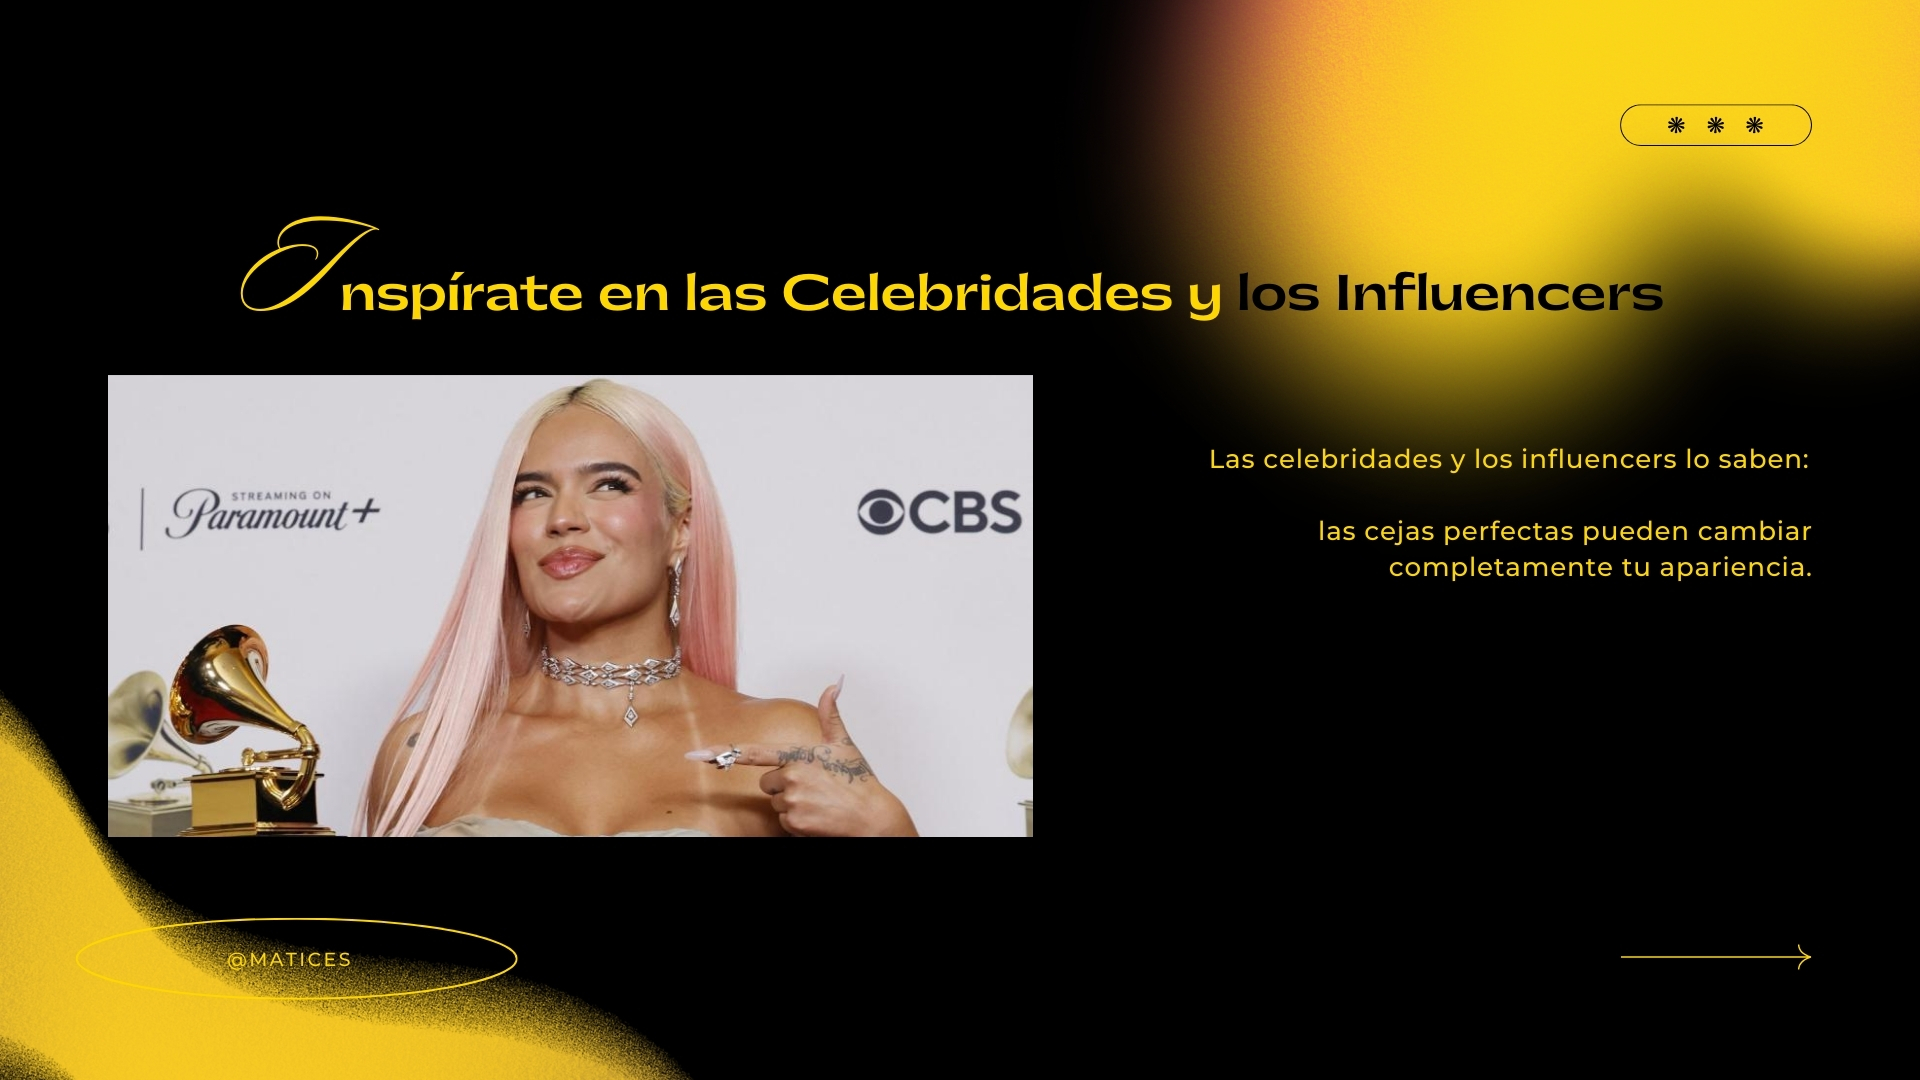 Inspírate en las Celebridades y los Influencers
STREAMING ON
Paramount+
CBS
Las celebridades y los influencers lo saben:
las cejas perfectas pueden cambiar
completamente tu apariencia.
@MATICES